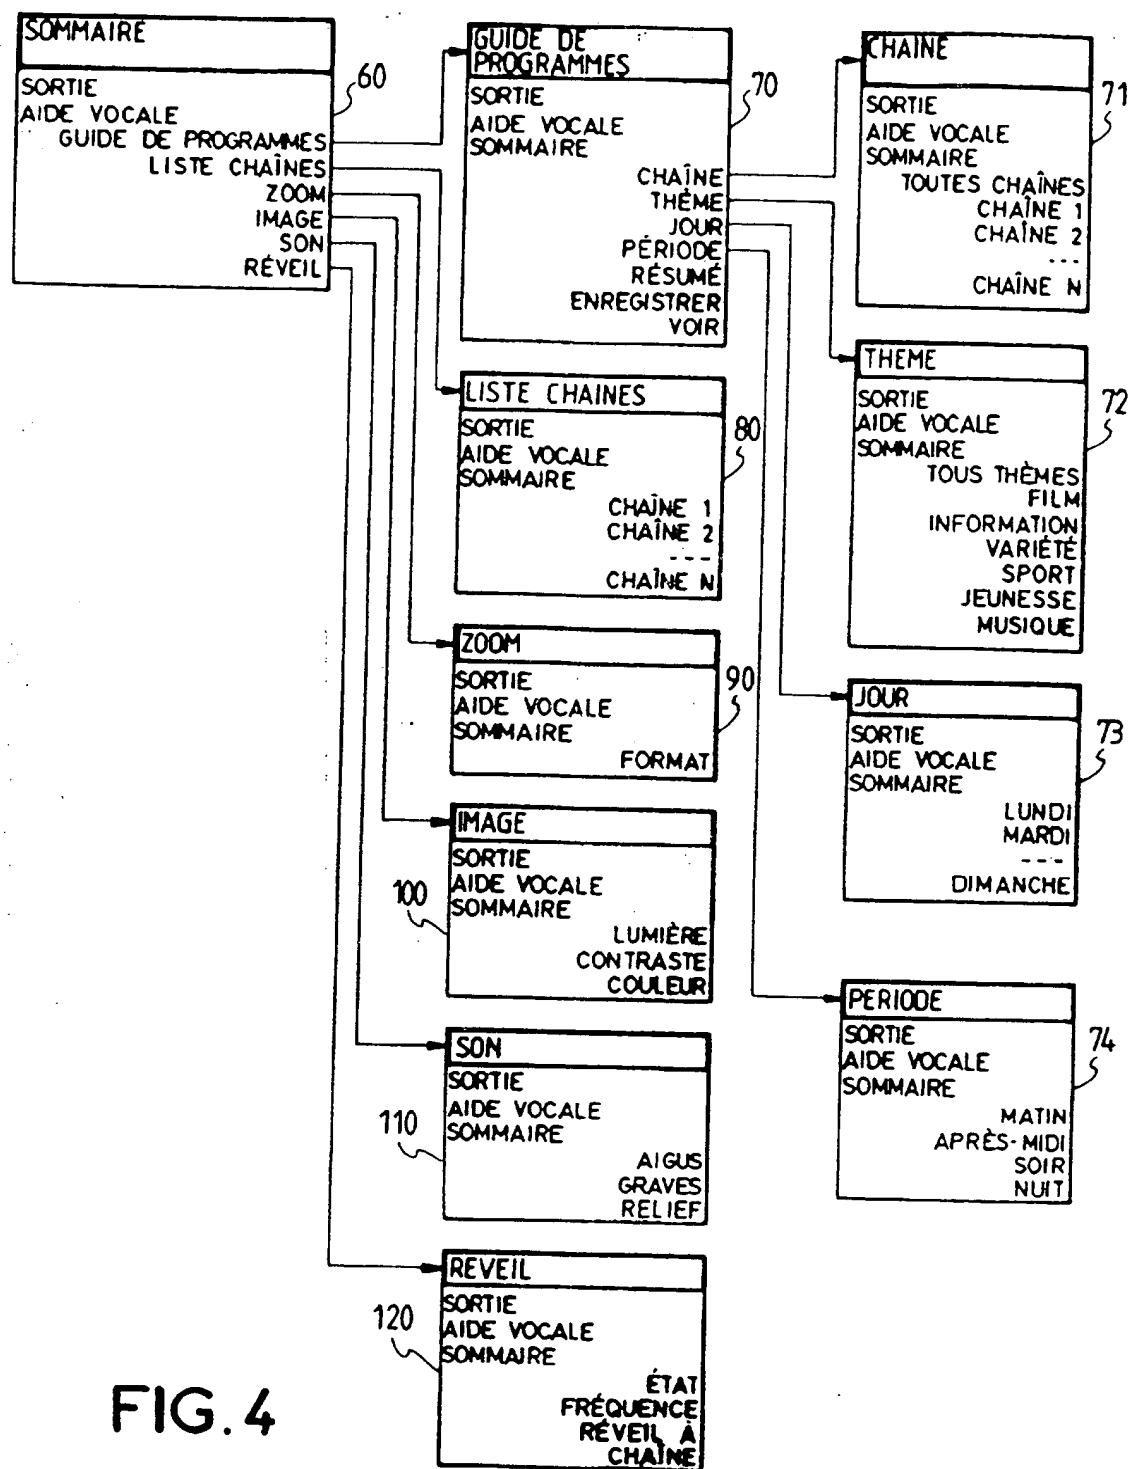 SOMMAIRE
SORTIE
AIDE VOCALE
GUIDE DE PROGRAMMES
LISTE CHAÎNES
ZOOM
IMAGE
SON
RÉVEIL
60
GUIDE DE
PROGRAMMES
SORTIE
AIDE VOCALE
SOMMAIRE
CHAÎNE
THÈME
JOUR
PÉRIODE
RÉSUMÉ
ENREGISTRER
VOIR
70
CHAINE
SORTIE
AIDE VOCALE
SOMMAIRE
TOUTES CHAÎNES
CHAÎNE 1
CHAÎNE 2
---
CHAÎNE N
71
LISTE CHAINES
SORTIE
AIDE VOCALE
SOMMAIRE
CHAÎNE 1
CHAÎNE 2
---
CHAÎNE N
80
THEME
SORTIE
AIDE VOCALE
SOMMAIRE
TOUS THÈMES
FILM
INFORMATION
VARIÉTÉ
SPORT
JEUNESSE
MUSIQUE
72
ZOOM
SORTIE
AIDE VOCALE
SOMMAIRE
FORMAT
90
JOUR
SORTIE
AIDE VOCALE
SOMMAIRE
LUNDI
MARDI
---
DIMANCHE
73
IMAGE
SORTIE
AIDE VOCALE
SOMMAIRE
LUMIÈRE
CONTRASTE
COULEUR
100
PERIODE
SORTIE
AIDE VOCALE
SOMMAIRE
MATIN
APRÈS-MIDI
SOIR
NUIT
74
SON
SORTIE
AIDE VOCALE
SOMMAIRE
AIGUS
GRAVES
RELIEF
110
REVEIL
SORTIE
AIDE VOCALE
SOMMAIRE
ÉTAT
FRÉQUENCE
RÉVEIL À
CHAÎNE
120
FIG.4